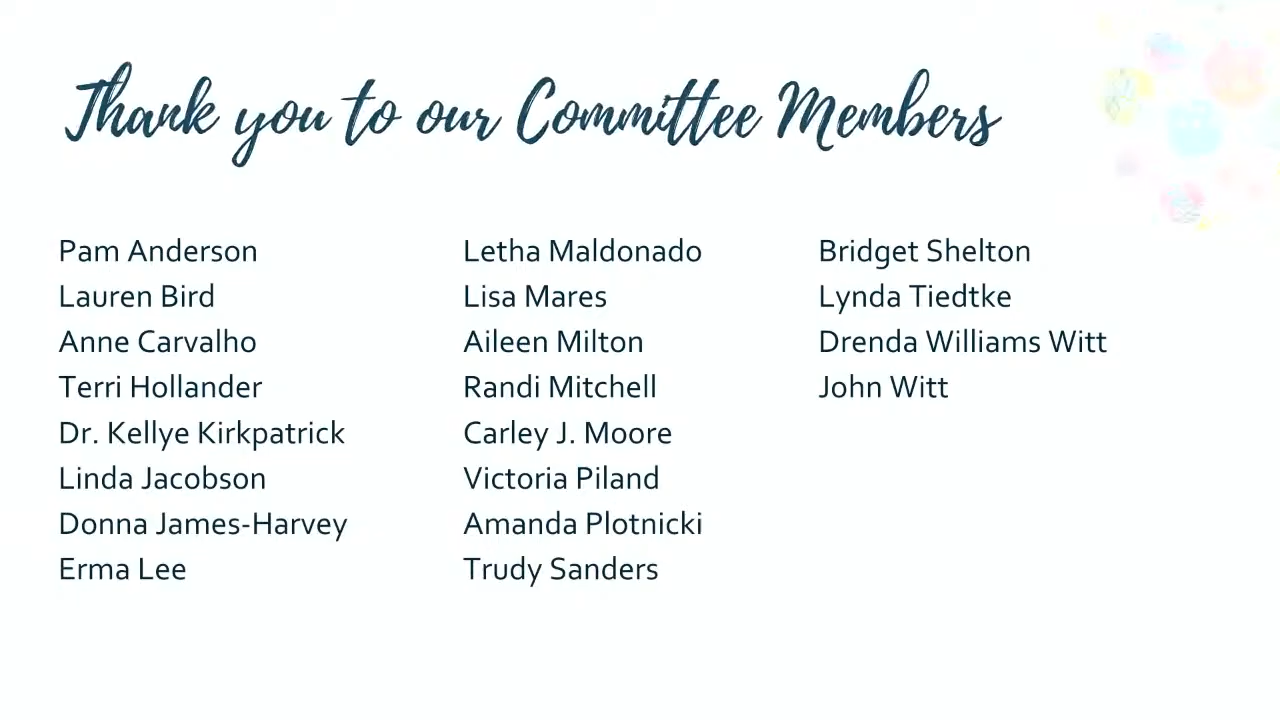 Thank you to our Committee Members
Pam Anderson
Lauren Bird
Anne Carvalho
Terri Hollander
Dr. Kellye Kirkpatrick
Linda Jacobson
Donna James-Harvey
Erma Lee
Letha Maldonado
Lisa Mares
Aileen Milton
Randi Mitchell
Carley J. Moore
Victoria Piland
Amanda Plotnicki
Trudy Sanders
Bridget Shelton
Lynda Tiedtke
Drenda Williams Witt
John Witt